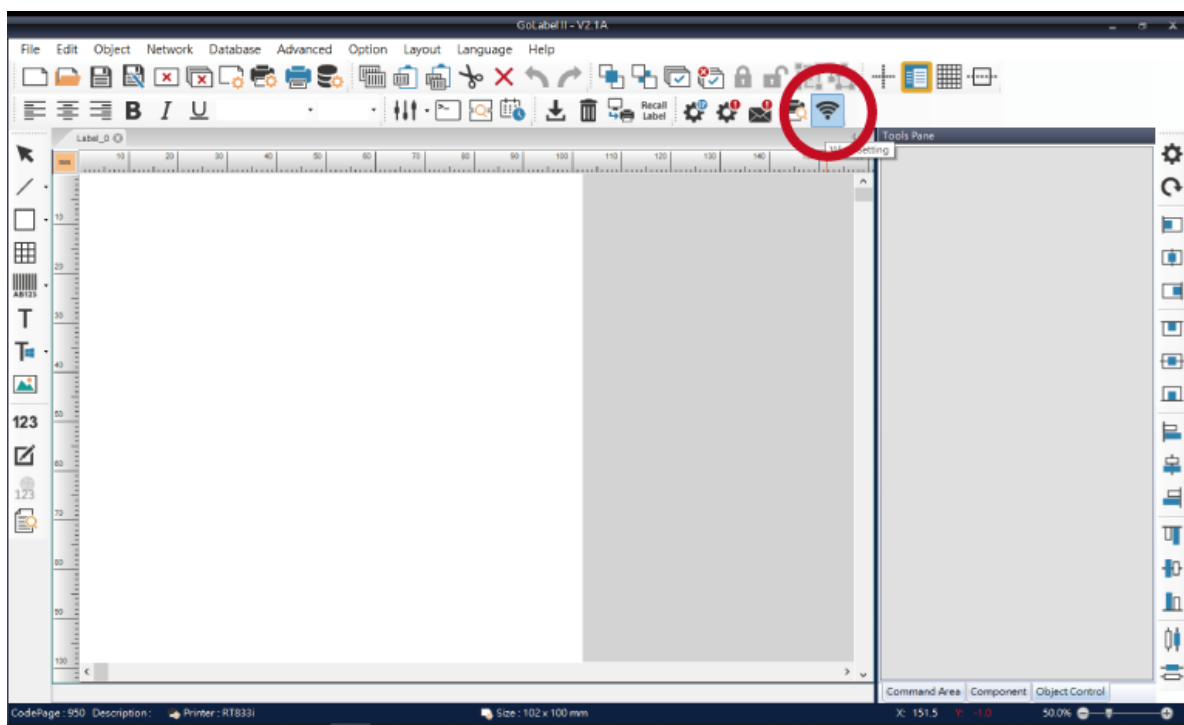 GoLabel II - V2.1A
File Edit Object Network Database Advanced Option Layout Language Help
B I U Recall
Label
Label_0 Tools Pane
etting
mm 10 20 30 40 50 60 70 80 90 100 110 120 130 140
10
20
AB123
T 30
T
40
123 50
60
123
70
80
90
100
Command Area Component Object Control
CodePage : 950 Description : Printer : RT833i Size : 102 x 100 mm X: 151.5 Y: -1.0 50.0%